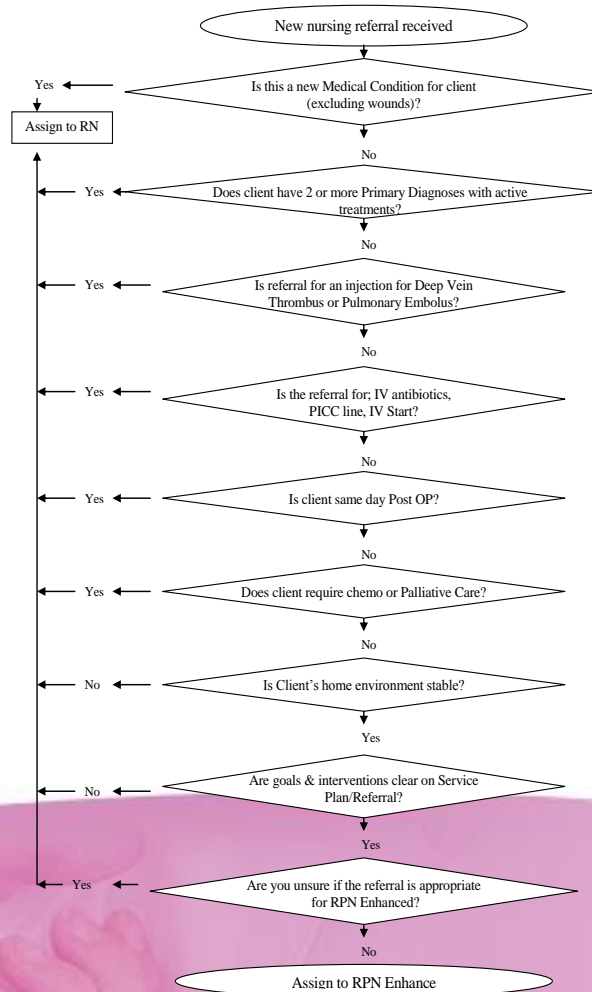 New nursing referral received
Yes
Is this a new Medical Condition for client
(excluding wounds)?
Assign to RN
No
Yes
Does client have 2 or more Primary Diagnoses with active
treatments?
No
Yes
Is referral for an injection for Deep Vein
Thrombus or Pulmonary Embolus?
No
Yes
Is the referral for; IV antibiotics,
PICC line, IV Start?
No
Yes
Is client same day Post OP?
No
Yes
Does client require chemo or Palliative Care?
No
No
Is Client's home environment stable?
Yes
No
Are goals & interventions clear on Service
Plan/Referral?
Yes
Yes
Are you unsure if the referral is appropriate
for RPN Enhanced?
No
Assign to RPN Enhance